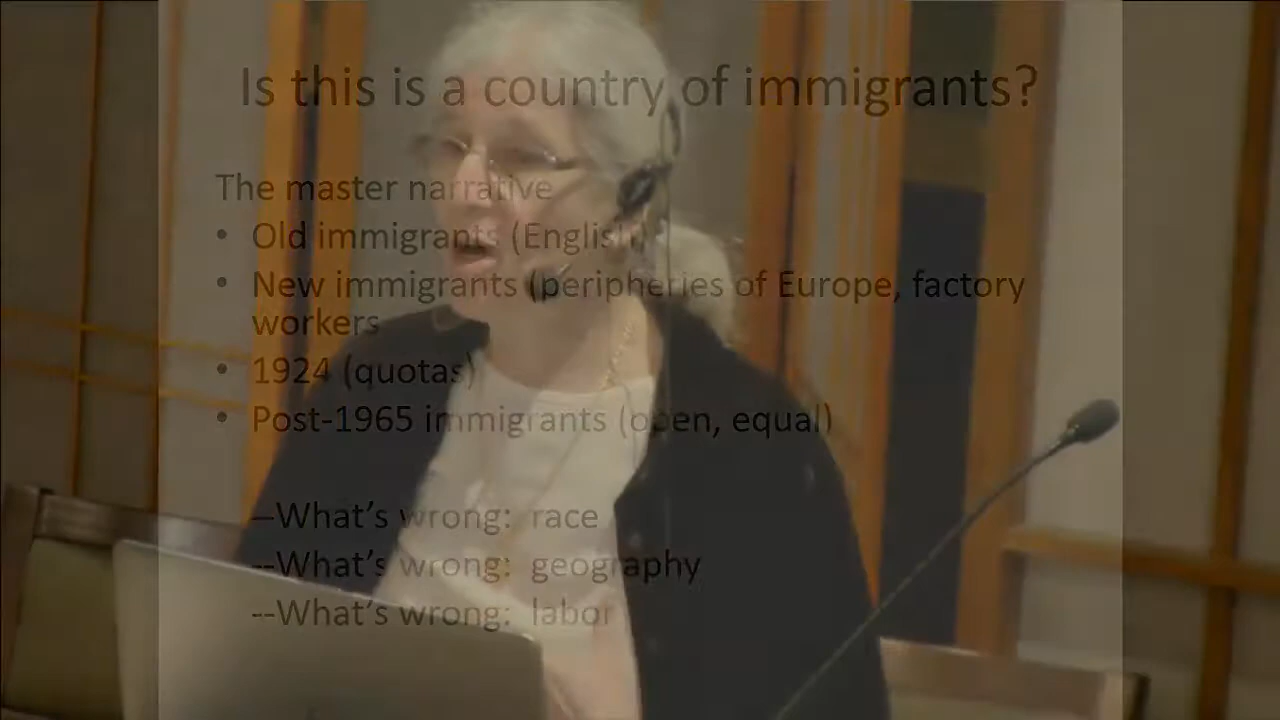 Is this is a country of immigrants?
The master narrative
• Old immigrants (English)
• New immigrants (peripheries of Europe, factory
workers
• 1924 (quotas)
• Post-1965 immigrants (open, equal)
--What's wrong: race
--What's wrong: geography
--What's wrong: labor